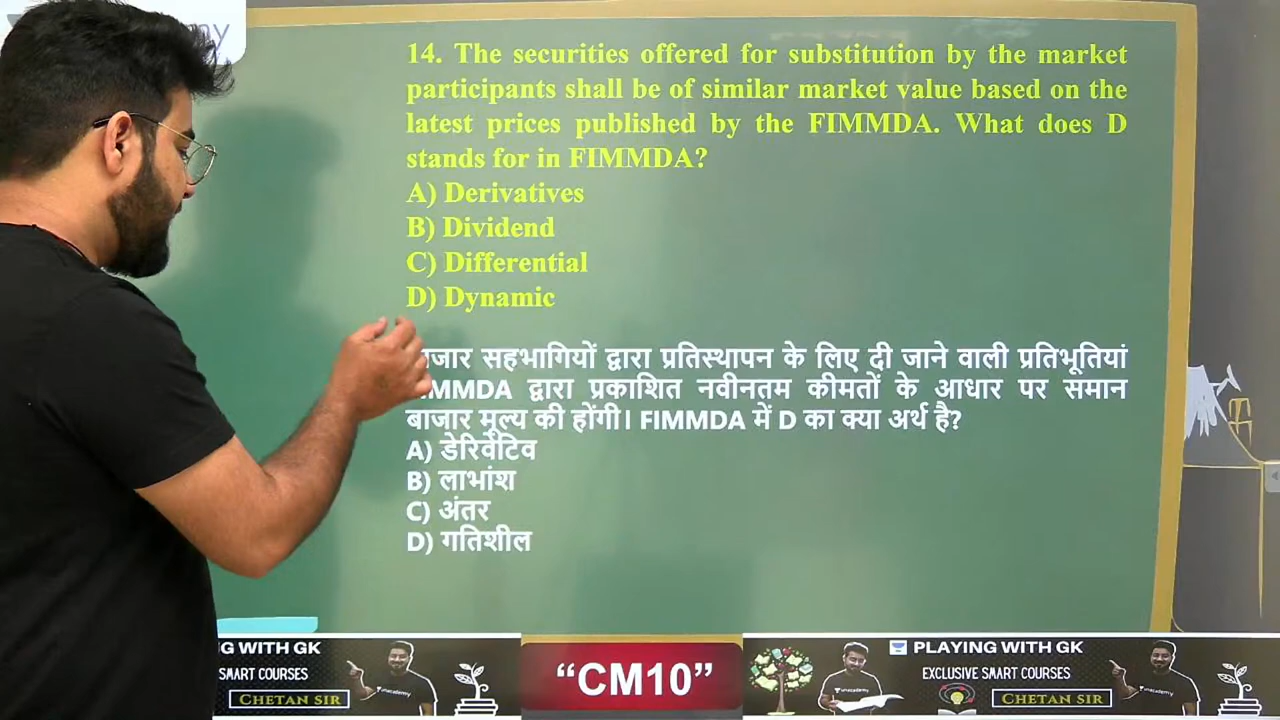 14. The securities offered for substitution by the market
participants shall be of similar market value based on the
latest prices published by the FIMMDA. What does D
stands for in FIMMDA?
A) Derivatives
B) Dividend
C) Differential
D) Dynamic
सहभागियों द्वारा प्रतिस्थापन के लिए दी जाने वाली प्रतिभूतियां
द्वारा प्रकाशित नवीनतम कीमतों के आधार पर समान
बाजार मूल्य की होंगी। FIMMDA में D का क्या अर्थ है?
A) डेरिवेटिव
B) लाभांश
C) अंतर
D) गतिशील
G WITH GK
SMART COURSES
CHETAN SIR
unacademy
“CM10”
unacademy
PLAYING WITH GK
EXCLUSIVE SMART COURSES
CHETAN SIR
unacademy